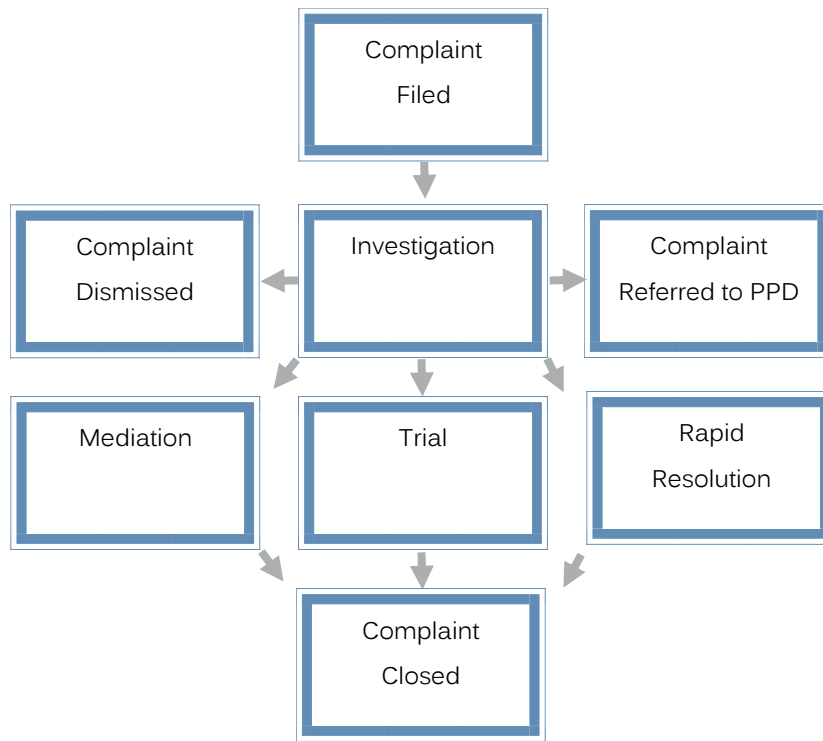 Complaint
Filed
Complaint
Dismissed
Investigation
Complaint
Referred to PPD
Mediation
Trial
Rapid
Resolution
Complaint
Closed